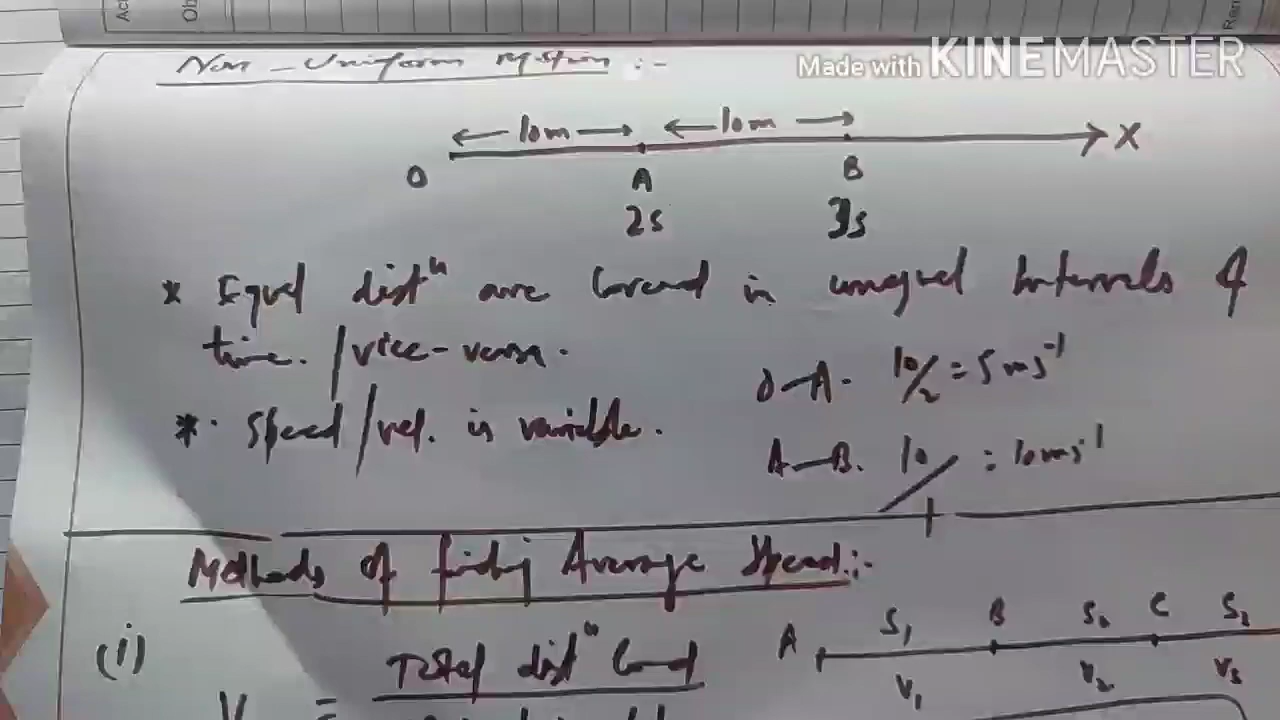 Made with KINEMASTER
Non-Uniform Motion :-
10m 10m
O A B X
2s 3s
* Equal distⁿ are covered in unequal intervals of
time. / vice-versa.
O-A. 10/2 = 5 ms⁻¹
*. Speed/vel. is variable.
A-B. 10/1 = 10ms⁻¹
Methods of finding Average Speed:-
(i) Total distⁿ covered
A S₁ B S₂ C
V₁ V₂ V₃
V =